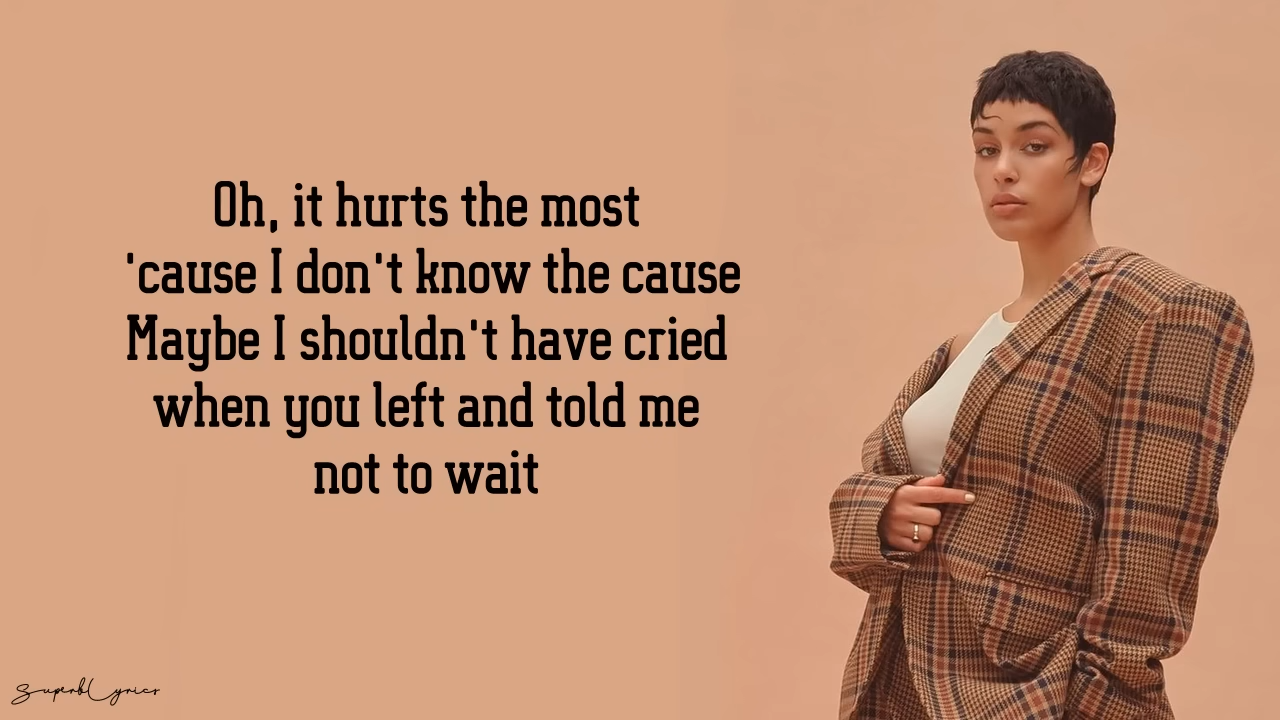 Oh, it hurts the most
'cause I don't know the cause
Maybe I shouldn't have cried
when you left and told me
not to wait
SuperbLyrics